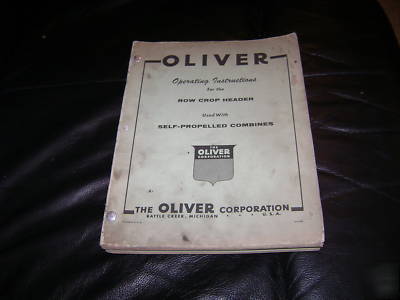 OLIVER
Operating Instructions
for the
ROW CROP HEADER
Used With
SELF-PROPELLED COMBINES
THE
OLIVER
CORPORATION
THE OLIVER CORPORATION
BATTLE CREEK, MICHIGAN U.S.A.